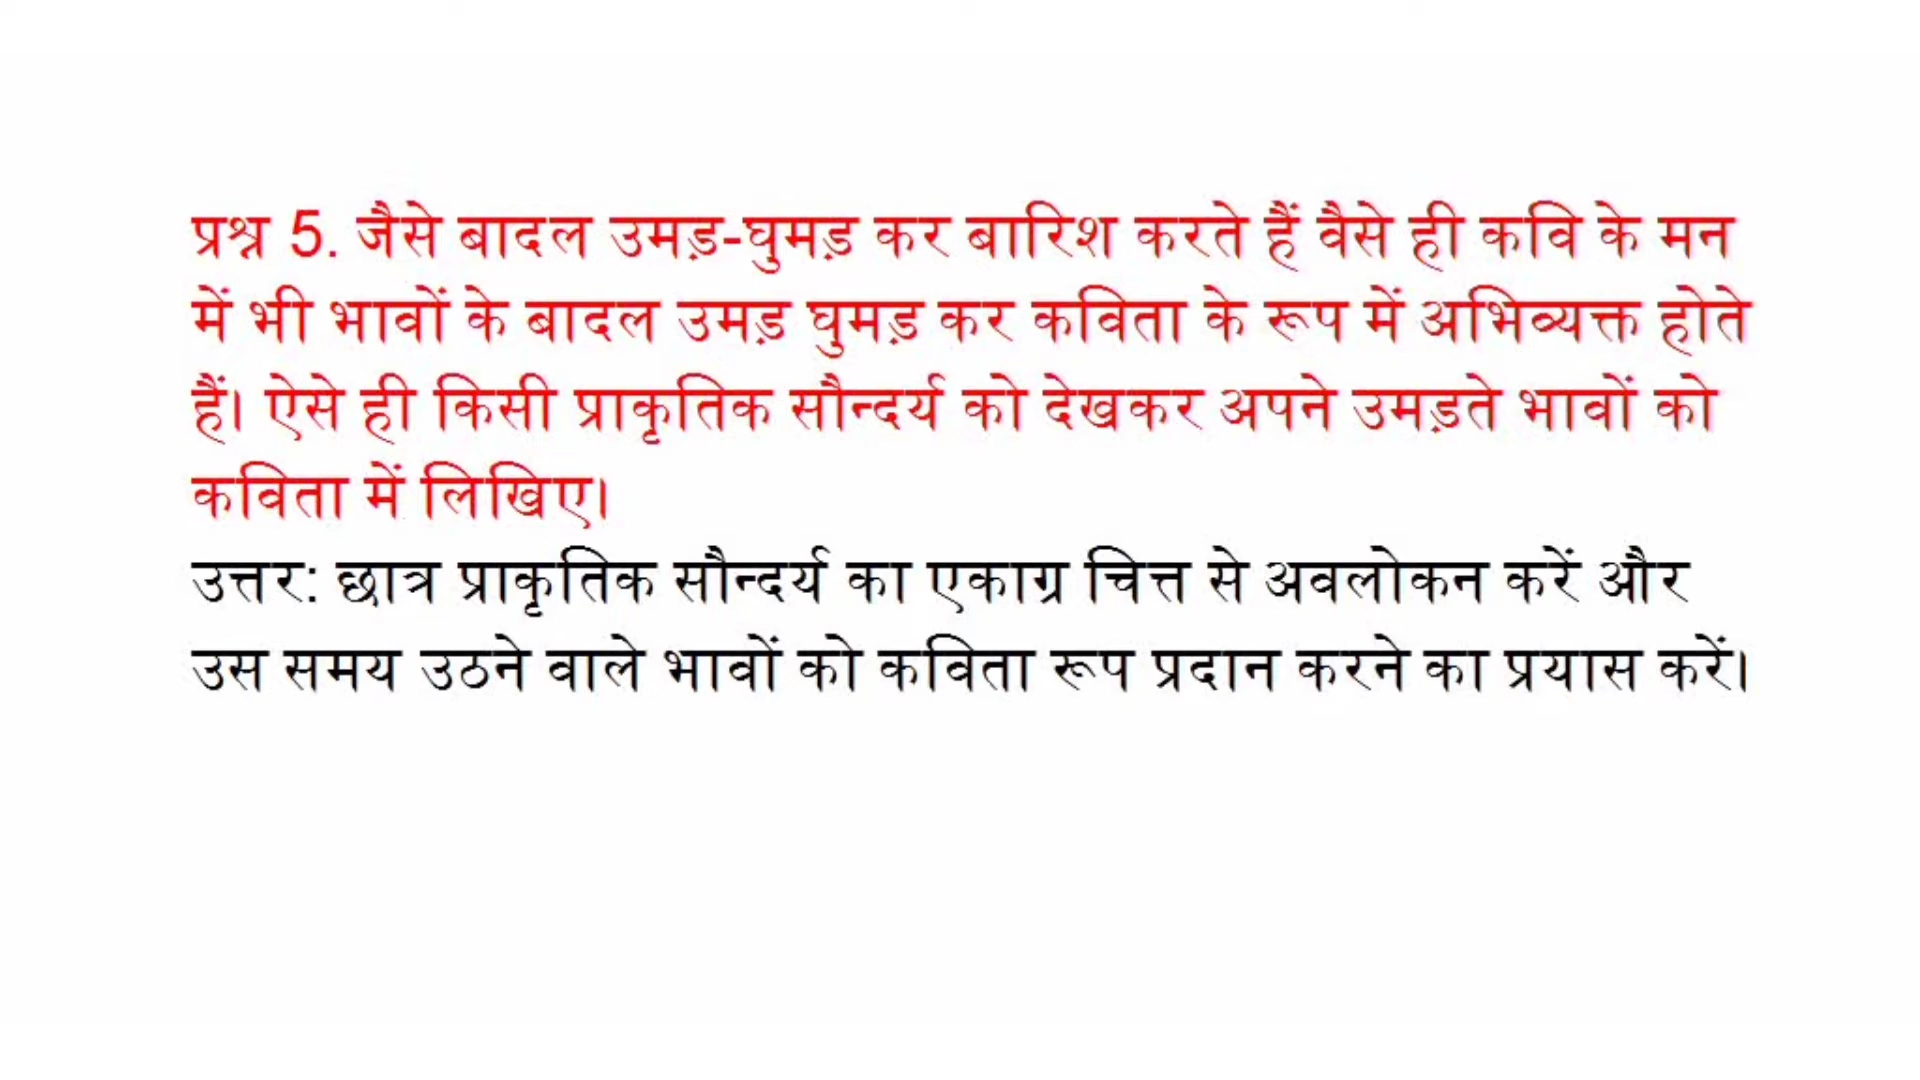 प्रश्न 5. जैसे बादल उमड़-घुमड़ कर बारिश करते हैं वैसे ही कवि के मन
में भी भावों के बादल उमड़ घुमड़ कर कविता के रूप में अभिव्यक्त होते
हैं। ऐसे ही किसी प्राकृतिक सौन्दर्य को देखकर अपने उमड़ते भावों को
कविता में लिखिए।
उत्तर: छात्र प्राकृतिक सौन्दर्य का एकाग्र चित्त से अवलोकन करें और
उस समय उठने वाले भावों को कविता रूप प्रदान करने का प्रयास करें।